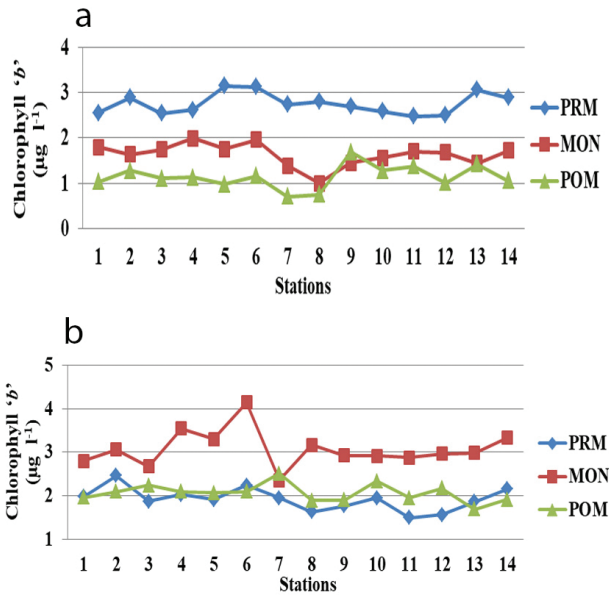 a
Chlorophyll ‘b’
(µg l-1)
4
3
2
1
0
1 2 3 4 5 6 7 8 9 10 11 12 13 14
Stations
PRM
MON
POM
b
Chlorophyll ‘b’
(µg l-1)
5
4
3
2
1
1 2 3 4 5 6 7 8 9 10 11 12 13 14
Stations
PRM
MON
POM